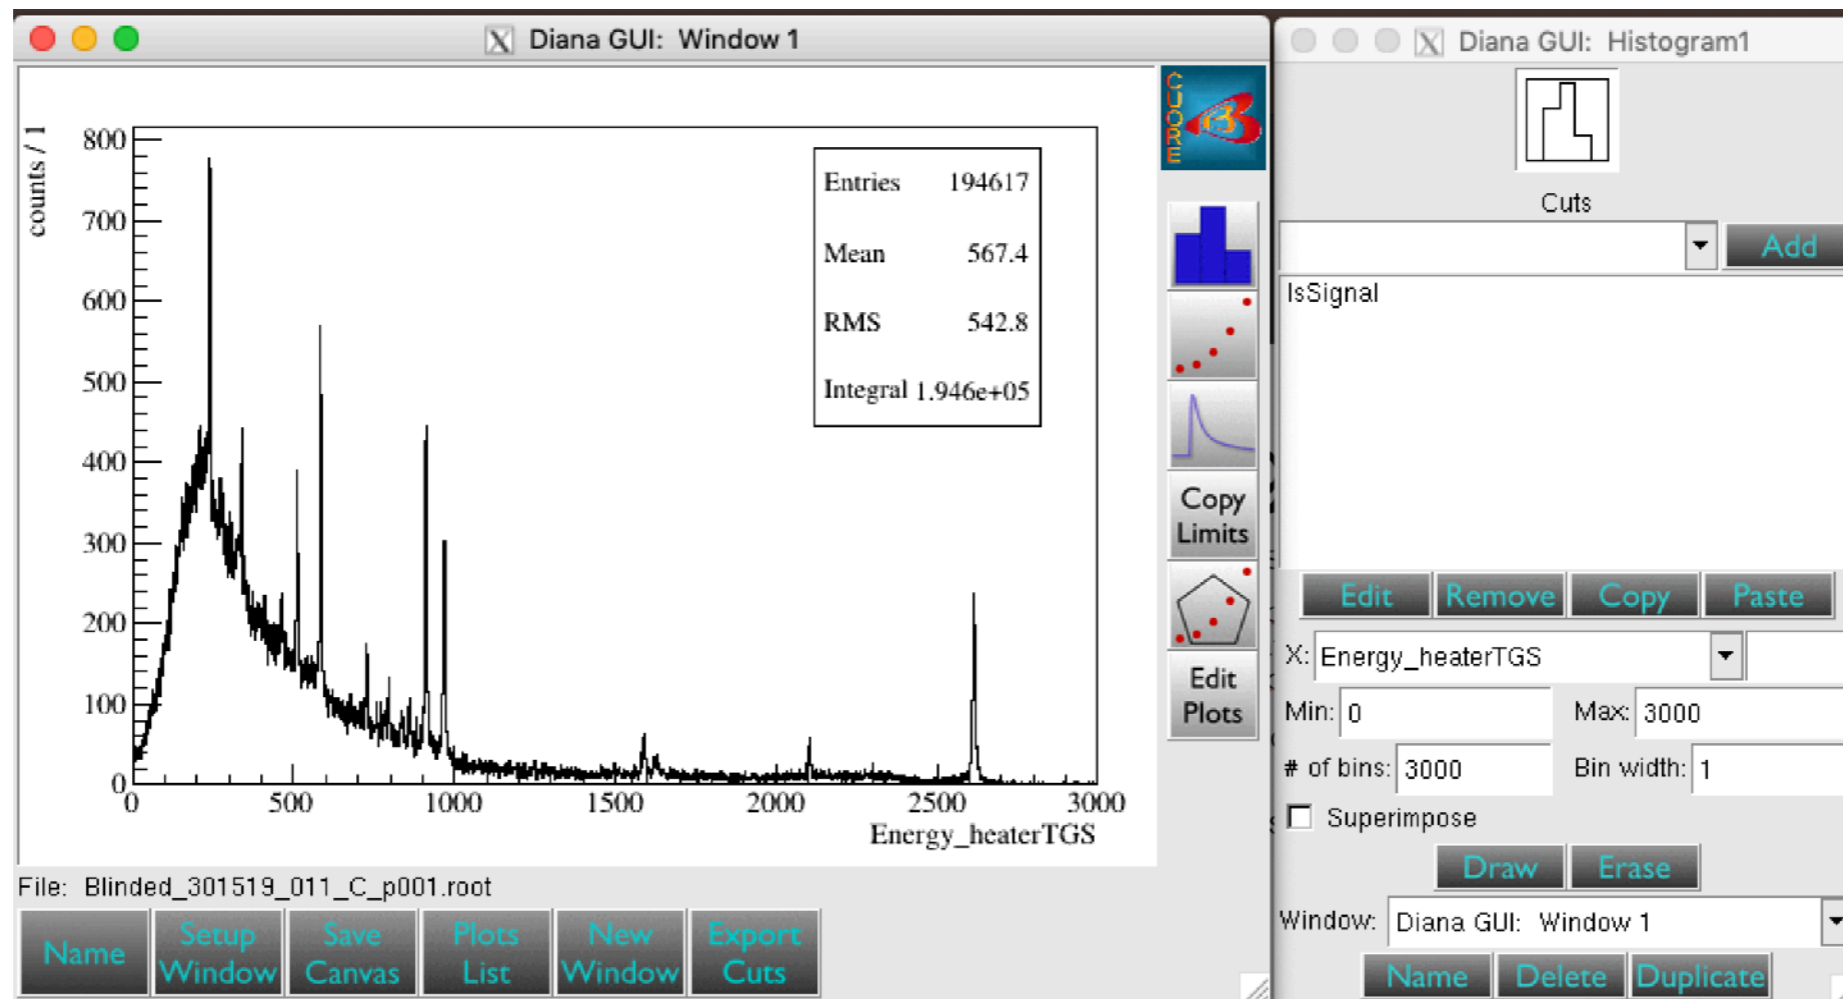 Diana GUI: Window 1
counts / 1
800
700
600
500
400
300
200
100
0
0 500 1000 1500 2000 2500 3000
Energy_heaterTGS
Entries 194617
Mean 567.4
RMS 542.8
Integral 1.946e+05
CUORE
Copy
Limits
Edit
Plots
File: Blinded_301519_011_C_p001.root
Name
Setup
Window
Save
Canvas
Plots
List
New
Window
Export
Cuts
Diana GUI: Histogram1
Cuts
Add
IsSignal
Edit Remove Copy Paste
X: Energy_heaterTGS
Min: 0 Max: 3000
# of bins: 3000 Bin width: 1
Superimpose
Draw Erase
Window: Diana GUI: Window 1
Name Delete Duplicate